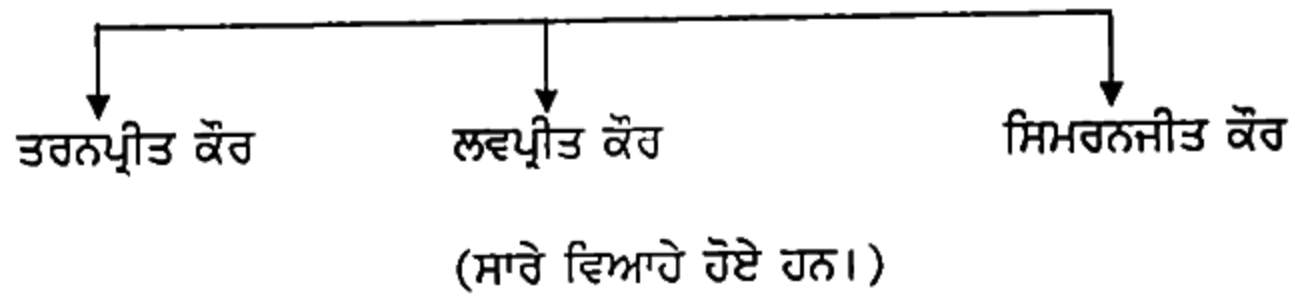 ਤਰਨਪ੍ਰੀਤ ਕੌਰ ਲਵਪ੍ਰੀਤ ਕੌਰ ਸਿਮਰਨਜੀਤ ਕੌਰ
(ਸਾਰੇ ਵਿਆਹੇ ਹੋਏ ਹਨ।)